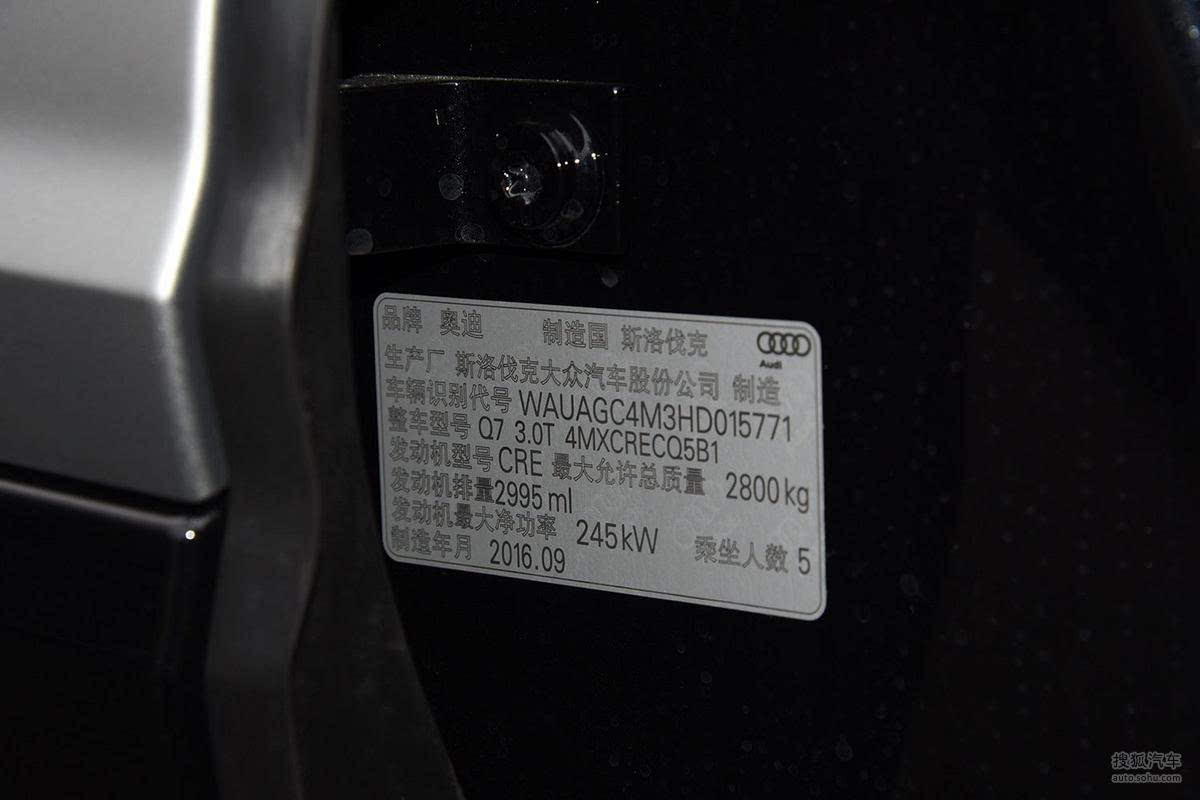 品牌 奥迪 制造国 斯洛伐克
Audi
生产厂 斯洛伐克大众汽车股份公司 制造
车辆识别代号 WAUAGC4M3HD015771
整车型号 Q7 3.0T 4MXCRECQ5B1
发动机型号 CRE 最大允许总质量 2800kg
发动机排量2995 ml
发动机最大净功率 245kW 乘坐人数 5
制造年月 2016.09
搜狐汽车
auto.sohu.com